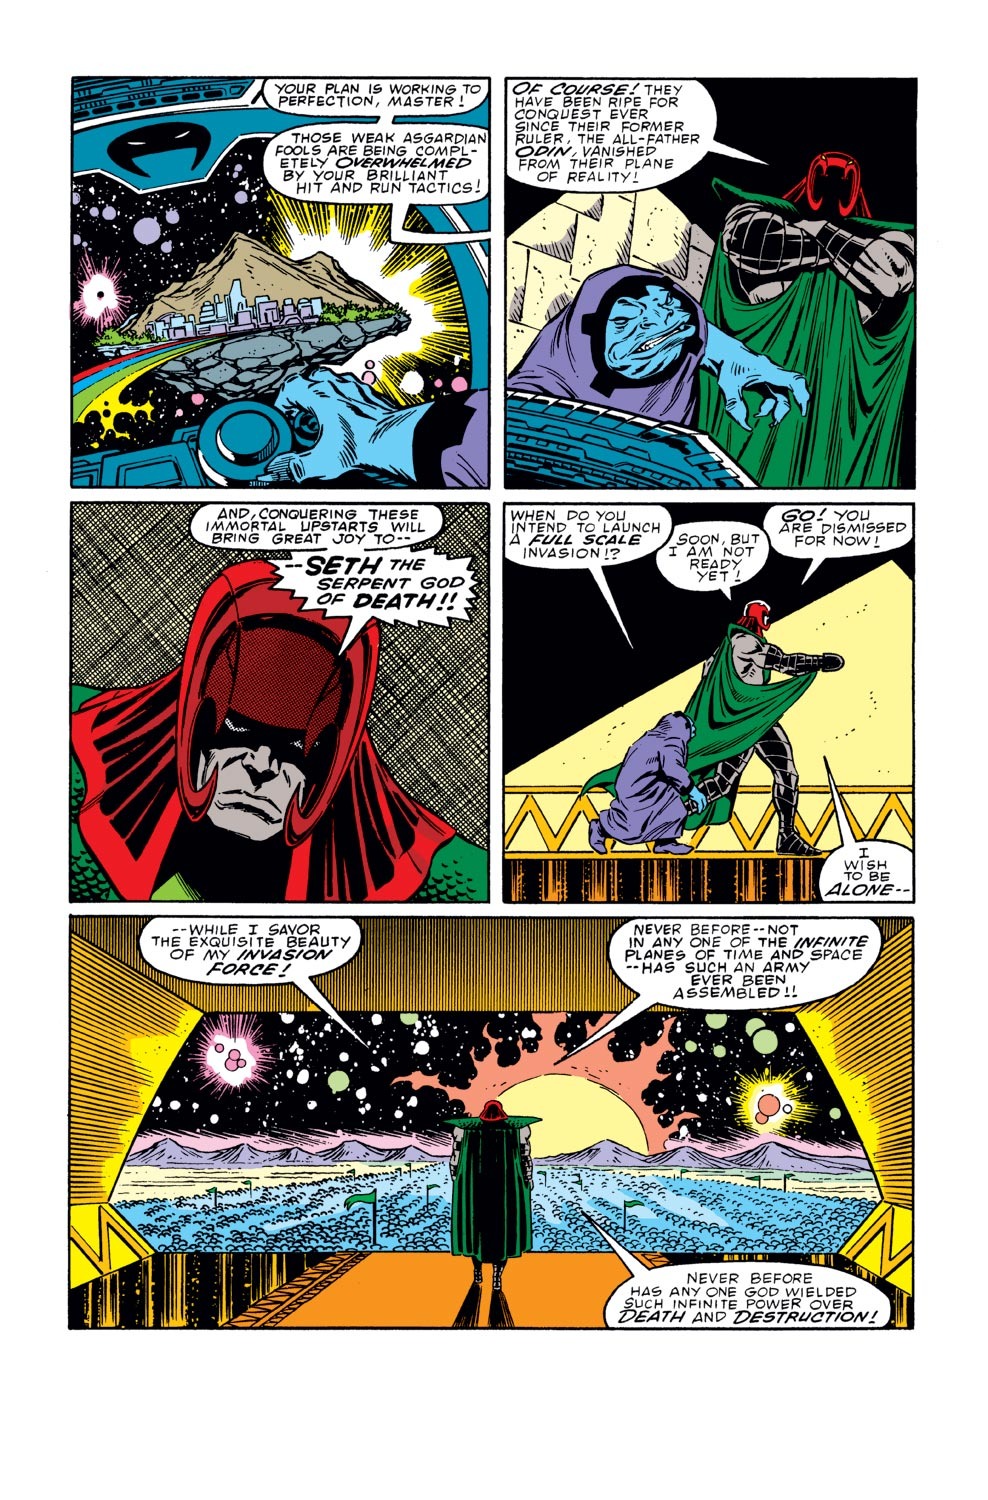 YOUR PLAN IS WORKING TO
PERFECTION, MASTER!
THOSE WEAK ASGARDIAN
FOOLS ARE BEING COMPL-
ETELY OVERWHELMED
BY YOUR BRILLIANT
HIT AND RUN TACTICS!
OF COURSE! THEY
HAVE BEEN RIPE FOR
CONQUEST EVER
SINCE THEIR FORMER
RULER, THE ALL-FATHER
ODIN, VANISHED
FROM THEIR PLANE
OF REALITY!
AND, CONQUERING THESE
IMMORTAL UPSTARTS WILL
BRING GREAT JOY TO--
--SETH THE
SERPENT GOD
OF DEATH!!
WHEN DO YOU
INTEND TO LAUNCH
A FULL SCALE
INVASION!?
SOON, BUT
I AM NOT
READY
YET!
GO! YOU
ARE DISMISSED
FOR NOW!
I
WISH
TO BE
ALONE--
--WHILE I SAVOR
THE EXQUISITE BEAUTY
OF MY INVASION
FORCE!
NEVER BEFORE--NOT
IN ANY ONE OF THE INFINITE
PLANES OF TIME AND SPACE
--HAS SUCH AN ARMY
EVER BEEN
ASSEMBLED!!
NEVER BEFORE
HAS ANY ONE GOD WIELDED
SUCH INFINITE POWER OVER
DEATH AND DESTRUCTION!